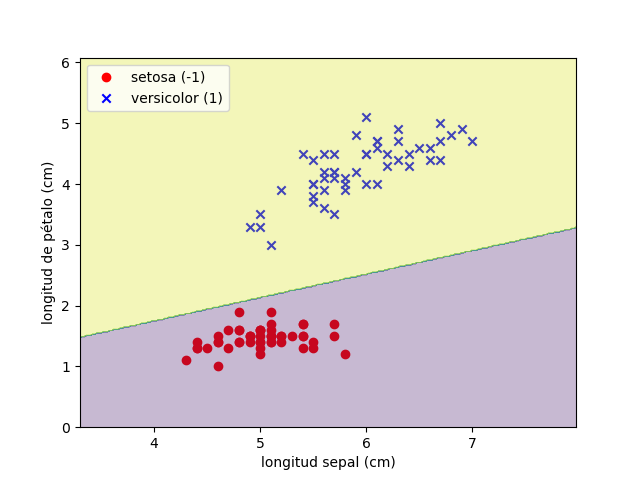 setosa (-1)
versicolor (1)
6
5
4
3
2
1
0
longitud de pétalo (cm)
4 5 6 7
longitud sepal (cm)